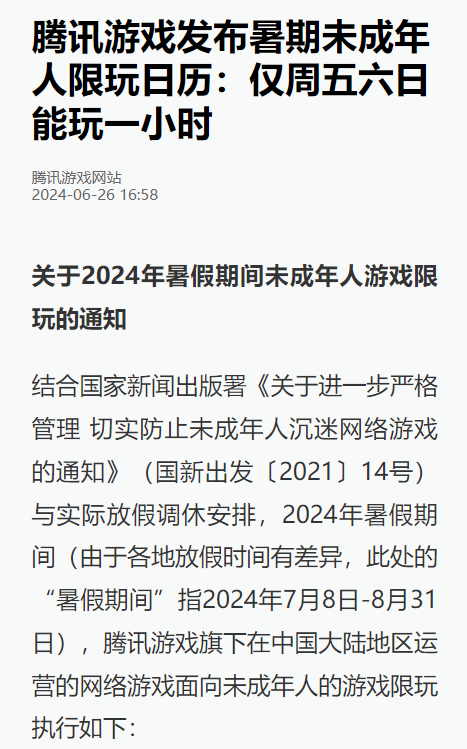 腾讯游戏发布暑期未成年
人限玩日历：仅周五六日
能玩一小时
腾讯游戏网站
2024-06-26 16:58
关于2024年暑假期间未成年人游戏限
玩的通知
结合国家新闻出版署《关于进一步严格
管理 切实防止未成年人沉迷网络游戏
的通知》（国新出发〔2021〕14号）
与实际放假调休安排，2024年暑假期
间（由于各地放假时间有差异，此处的
“暑假期间”指2024年7月8日-8月31
日），腾讯游戏旗下在中国大陆地区运
营的网络游戏面向未成年人的游戏限玩
执行如下：